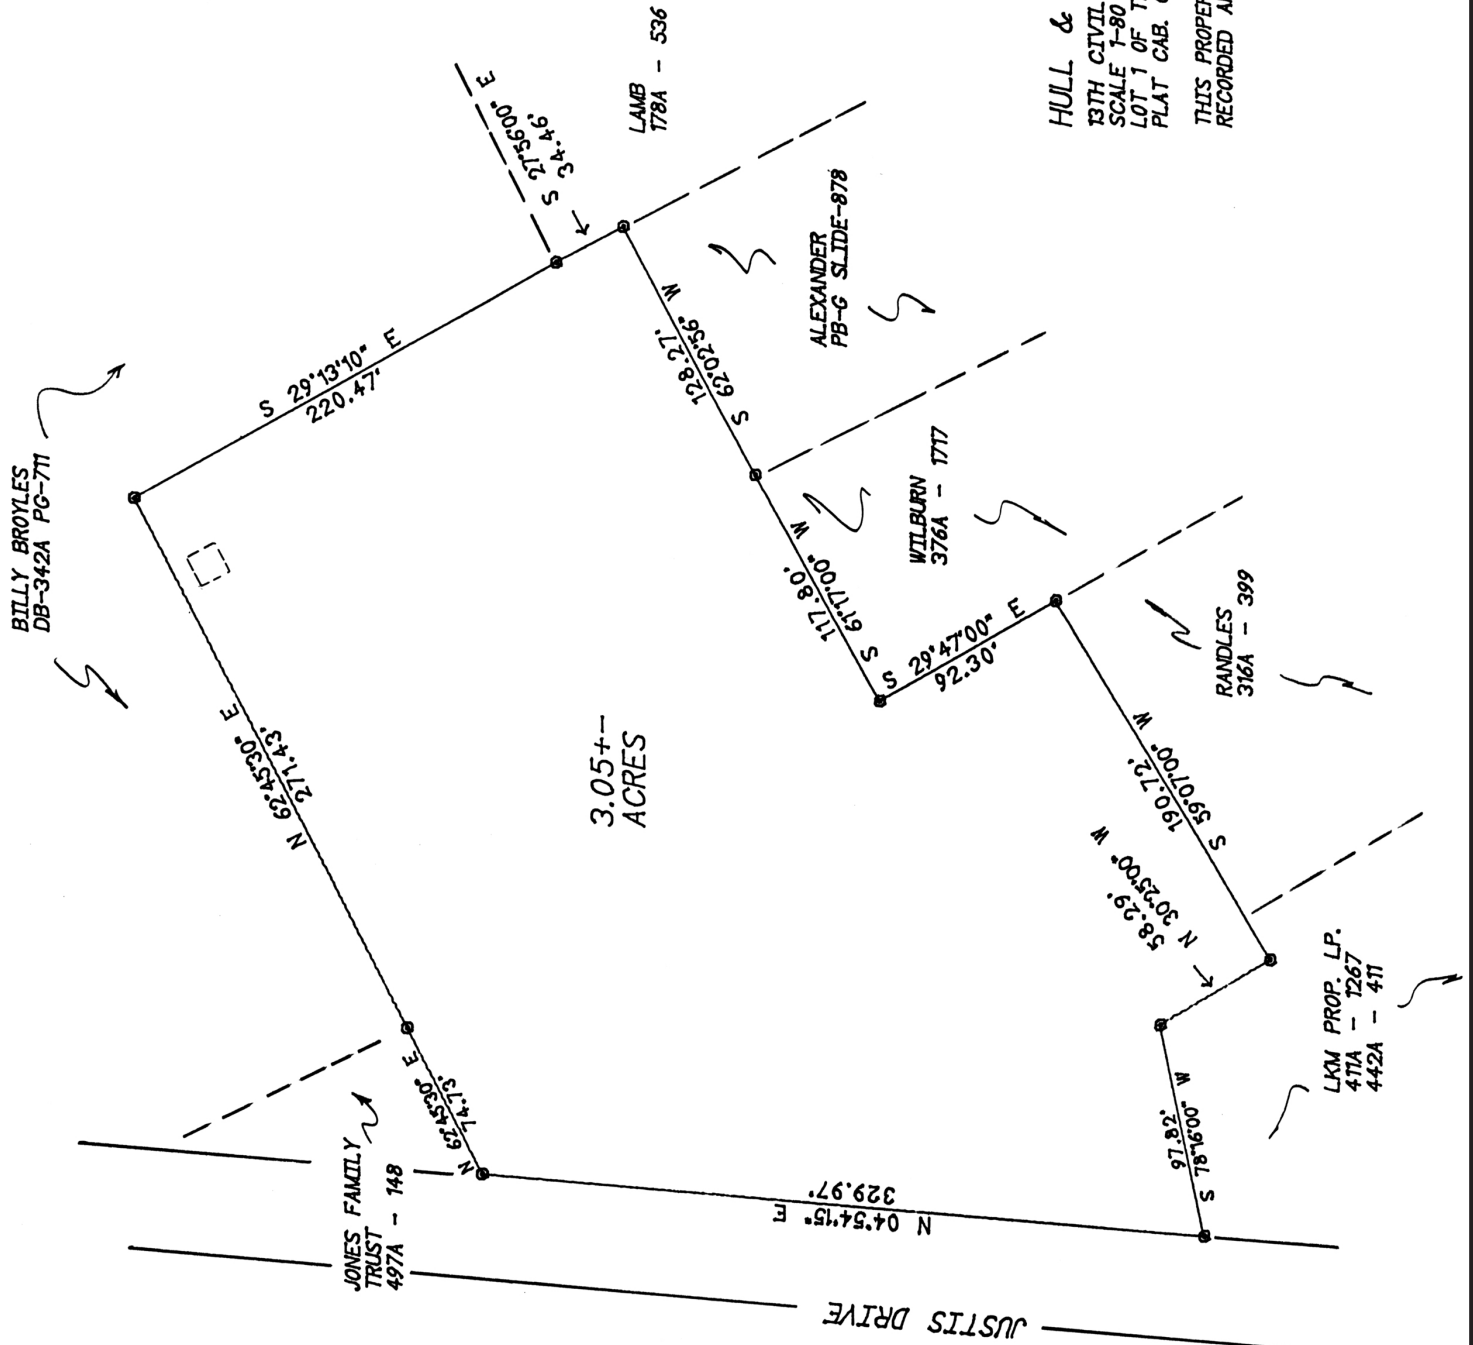 BILLY BROYLES
DB-342A PG-711
S 29°13'10" E
220.47'
S 27°56'00" E
34.46'
LAMB
178A - 536
HULL &
13TH CIVIL
SCALE 1-80
LOT 1 OF
PLAT CAB.
THIS PROPER
RECORDED
128.27'
S 62°02'56" W
ALEXANDER
PB-G SLIDE-878
117.80'
S 61°17'00" W
WILBURN
376A - 1717
S 29°47'00" E
92.30'
RANDLES
316A - 399
190.72'
S 59°07'00" W
58.29'
N 30°25'00" W
LKM PROP. LP.
411A - 1267
442A - 411
97.82'
S 78°16'00" W
N 04°54'15" E
329.97'
JUSTIS DRIVE
JONES FAMILY
TRUST
497A - 148
N 62°45'30" E
74.73'
N 62°45'30" E
271.43'
3.05+-
ACRES